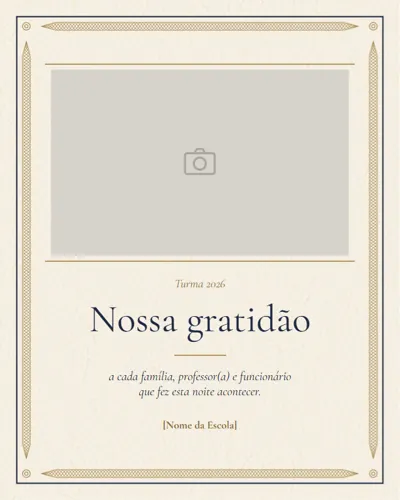 Turma 2026
Nossa gratidão
a cada família, professor(a) e funcionário
que fez esta noite acontecer.
[Nome da Escola]